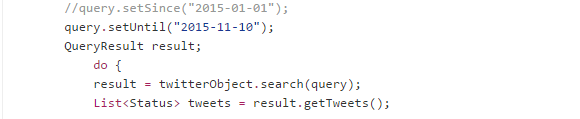 //query.setSince("2015-01-01");
query.setUntil("2015-11-10");
QueryResult result;
do {
result = twitterObject.search(query);
List<Status> tweets = result.getTweets();